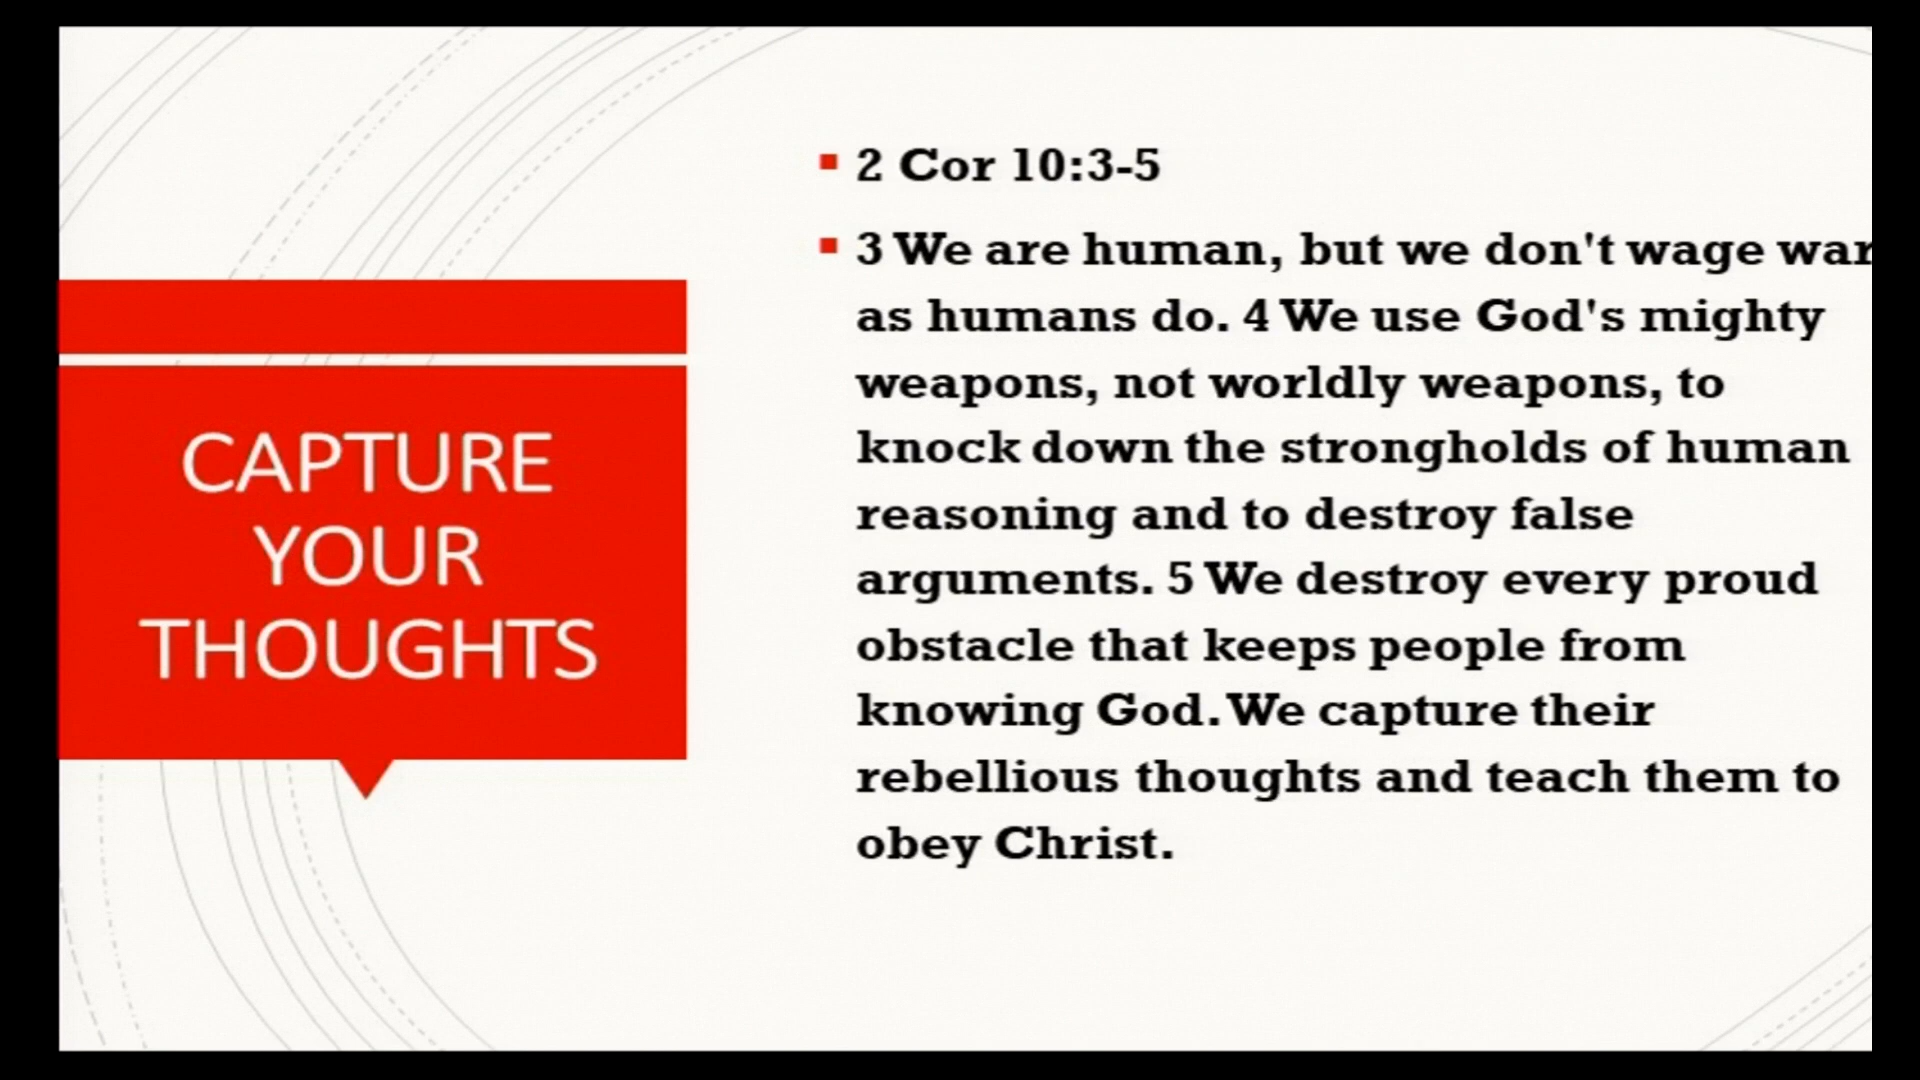 CAPTURE
YOUR
THOUGHTS
2 Cor 10:3-5
3 We are human, but we don't wage war
as humans do. 4 We use God's mighty
weapons, not worldly weapons, to
knock down the strongholds of human
reasoning and to destroy false
arguments. 5 We destroy every proud
obstacle that keeps people from
knowing God. We capture their
rebellious thoughts and teach them to
obey Christ.